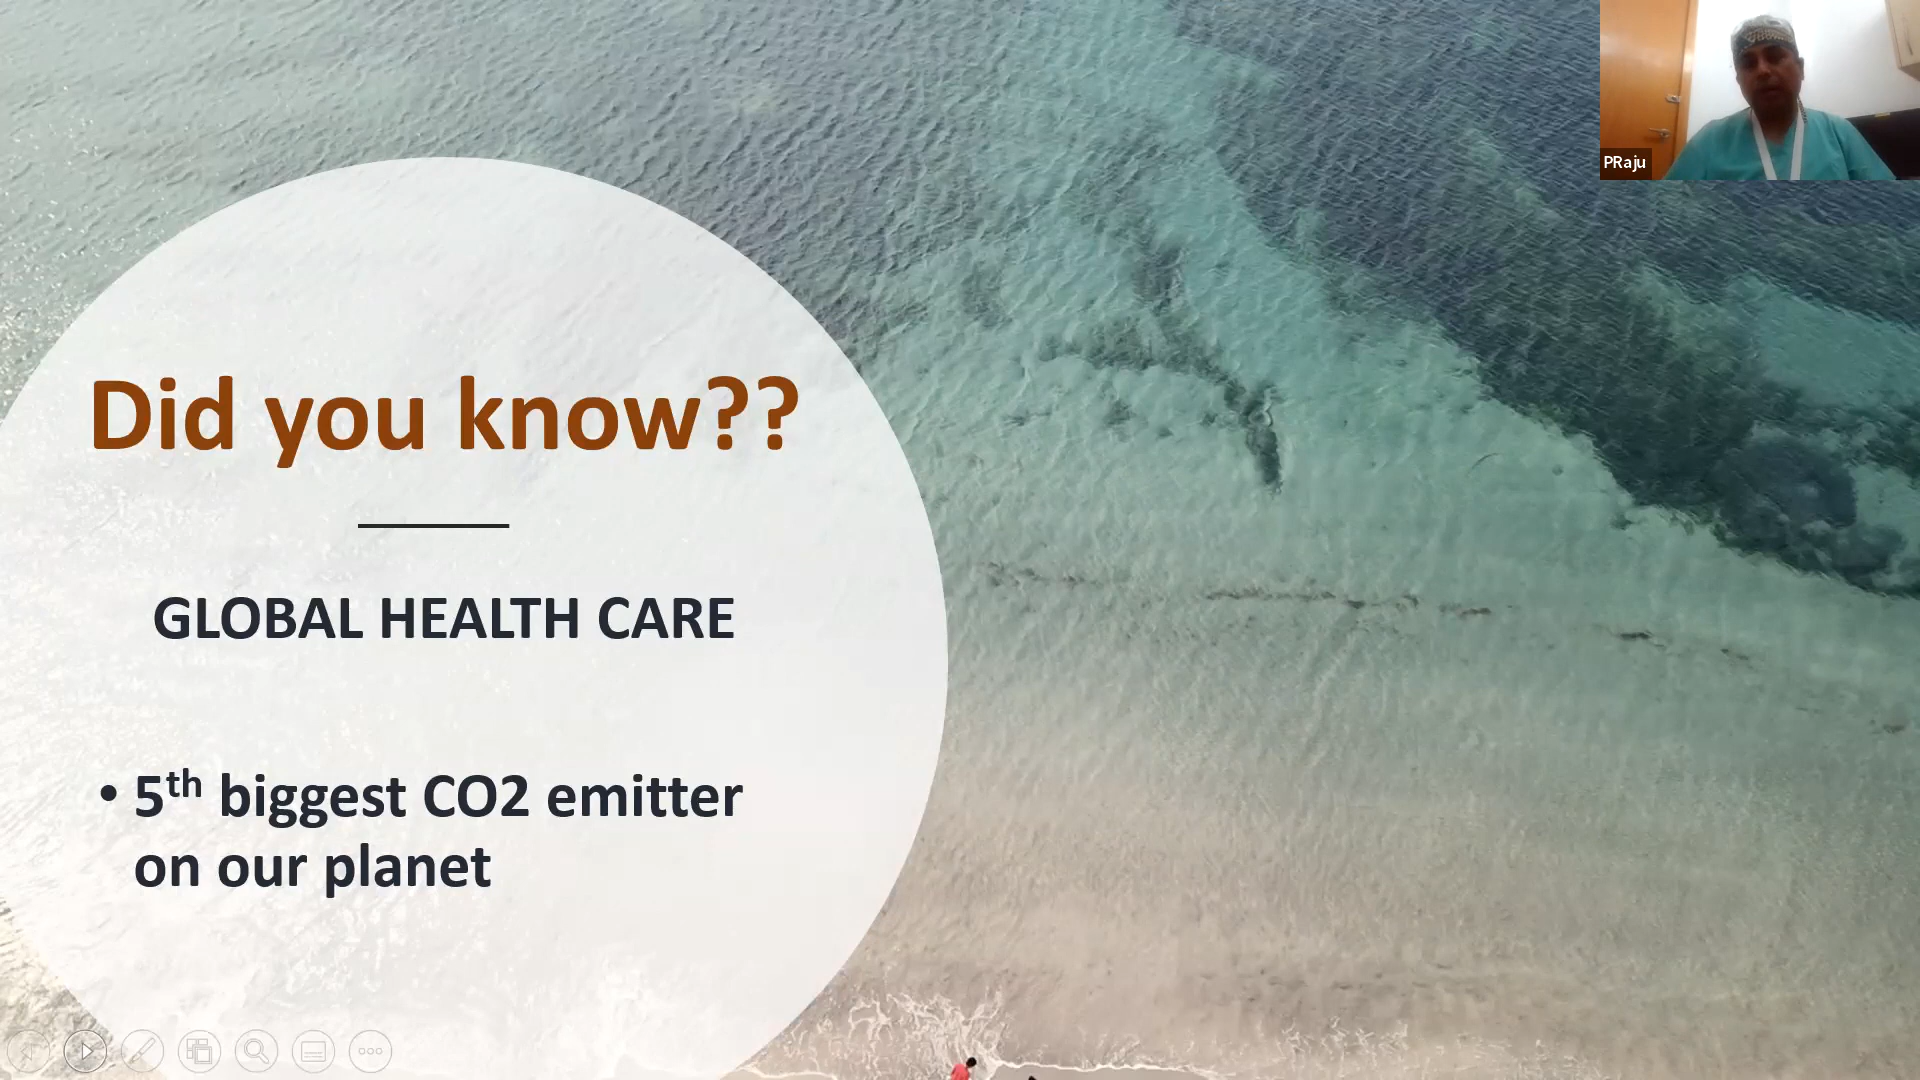 Did you know??
GLOBAL HEALTH CARE
• 5th biggest CO2 emitter
on our planet
PRaju